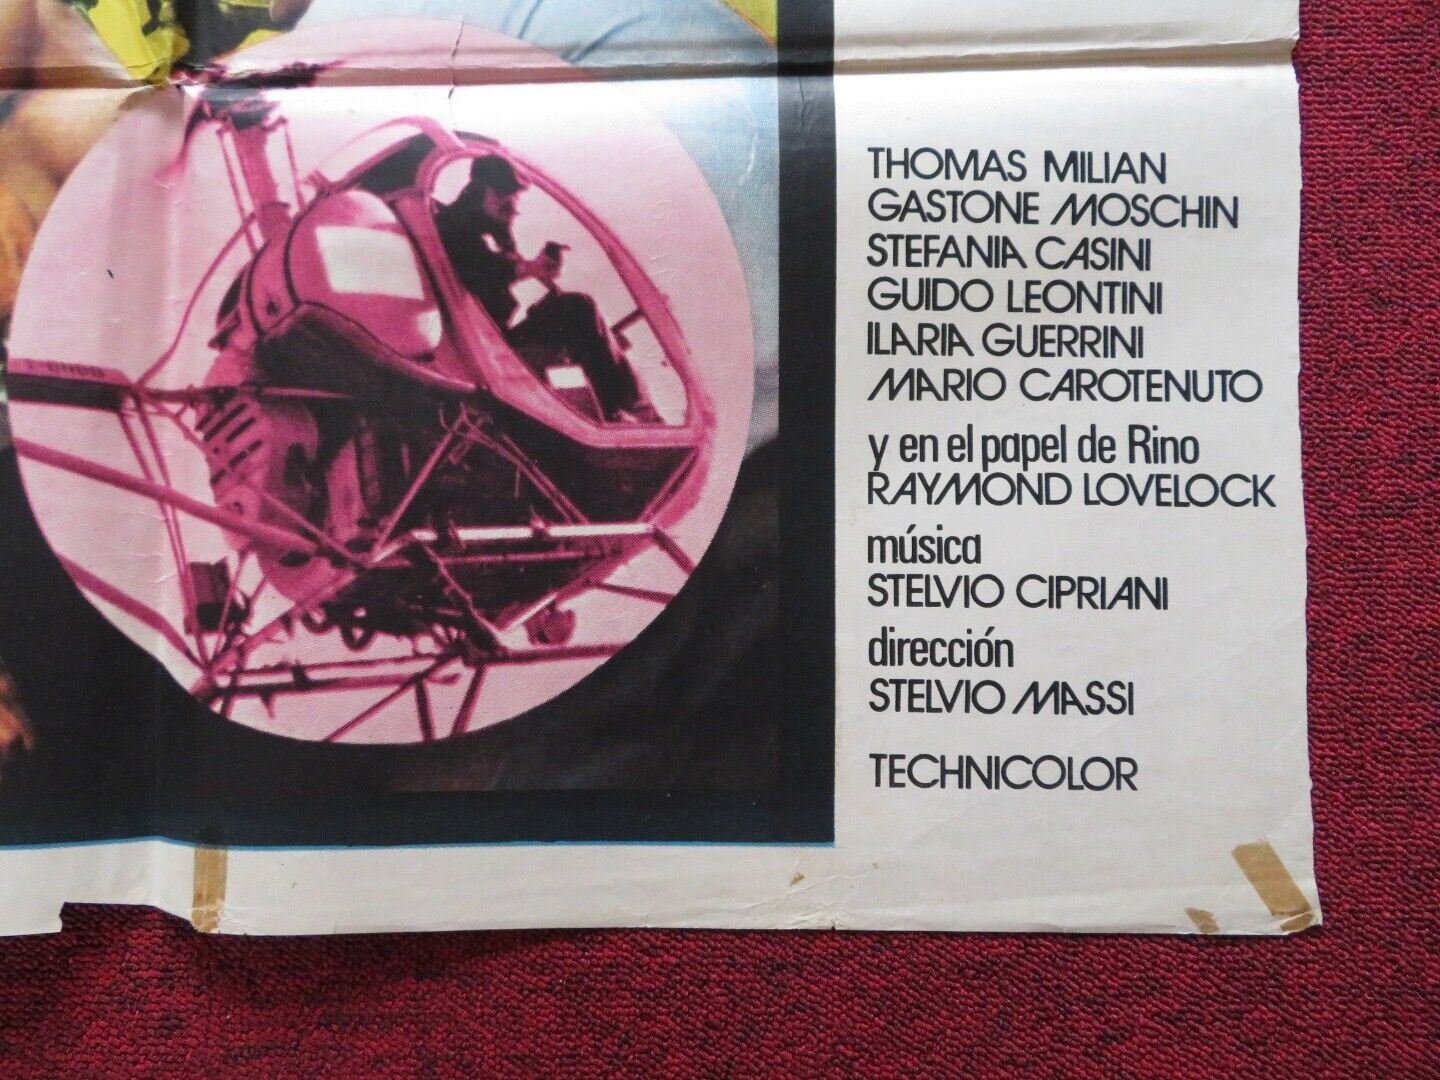 THOMAS MILIAN
GASTONE MOSCHIN
STEFANIA CASINI
GUIDO LEONTINI
ILARIA GUERRINI
MARIO CAROTENUTO
y en el papel de Rino
RAYMOND LOVELOCK
música
STELVIO CIPRIANI
dirección
STELVIO MASSI
TECHNICOLOR